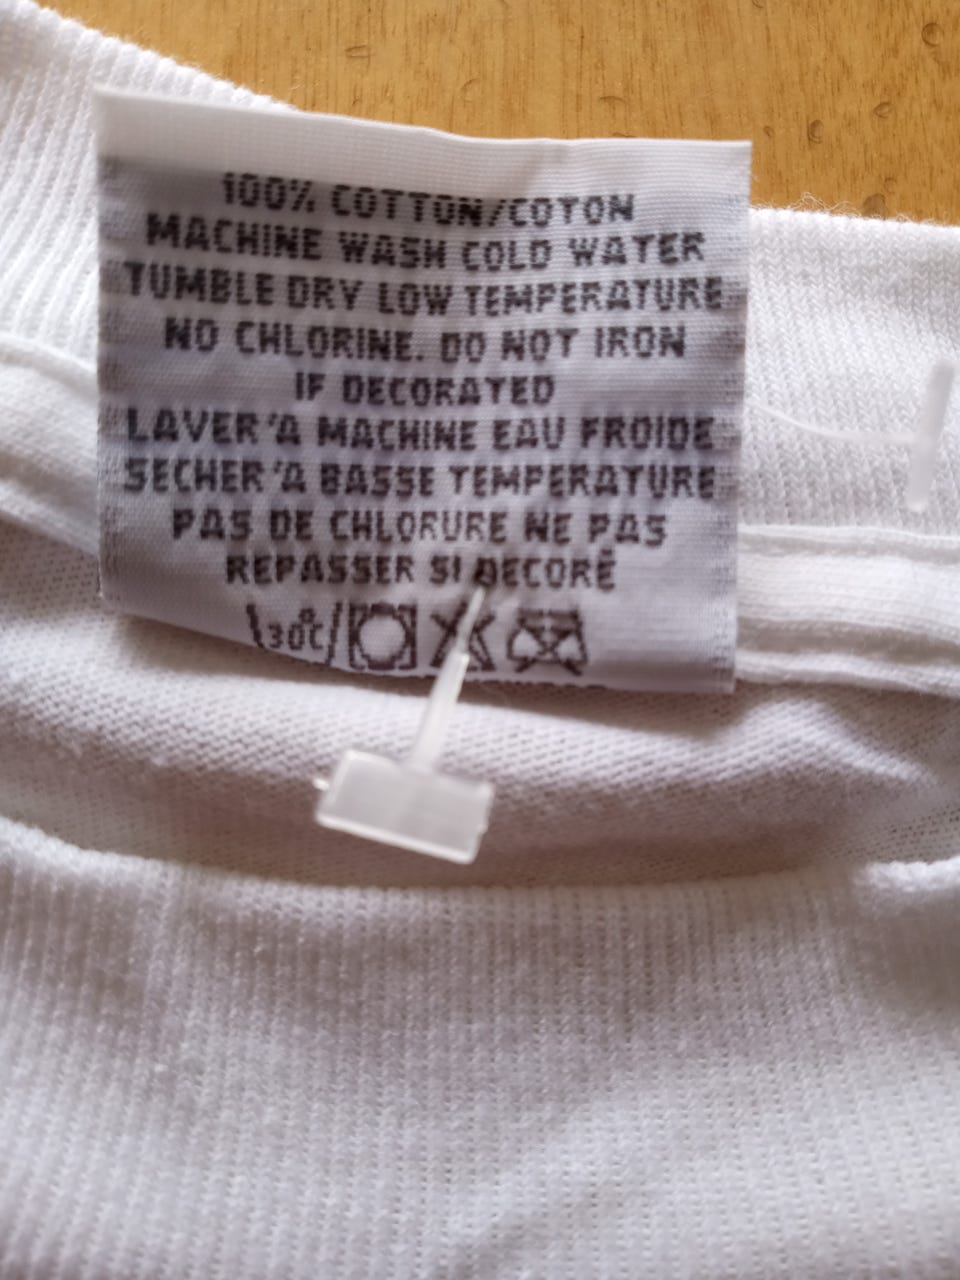 100% COTTON/COTON
MACHINE WASH COLD WATER
TUMBLE DRY LOW TEMPERATURE
NO CHLORINE. DO NOT IRON
IF DECORATED
LAVER 'A MACHINE EAU FROIDE
SECHER 'A BASSE TEMPERATURE
PAS DE CHLORURE NE PAS
REPASSER SI DECORÉ
30°C